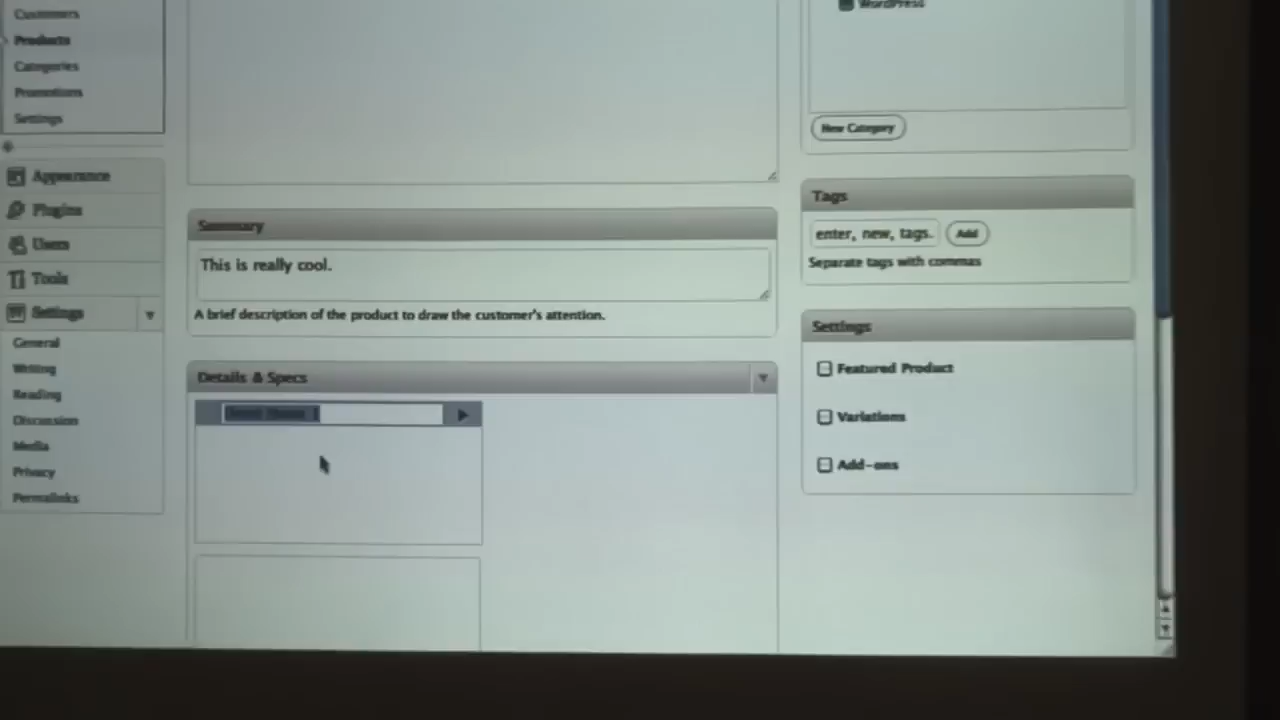 Customers
Products
Categories
Promotions
Settings
Appearance
Plugins
Users
Tools
Settings
General
Writing
Reading
Discussion
Media
Privacy
Permalinks
Summary
This is really cool.
A brief description of the product to draw the customer's attention.
Details & Specs
WordPress
New Category
Tags
enter, new, tags. Add
Separate tags with commas
Settings
Featured Product
Variations
Add-ons